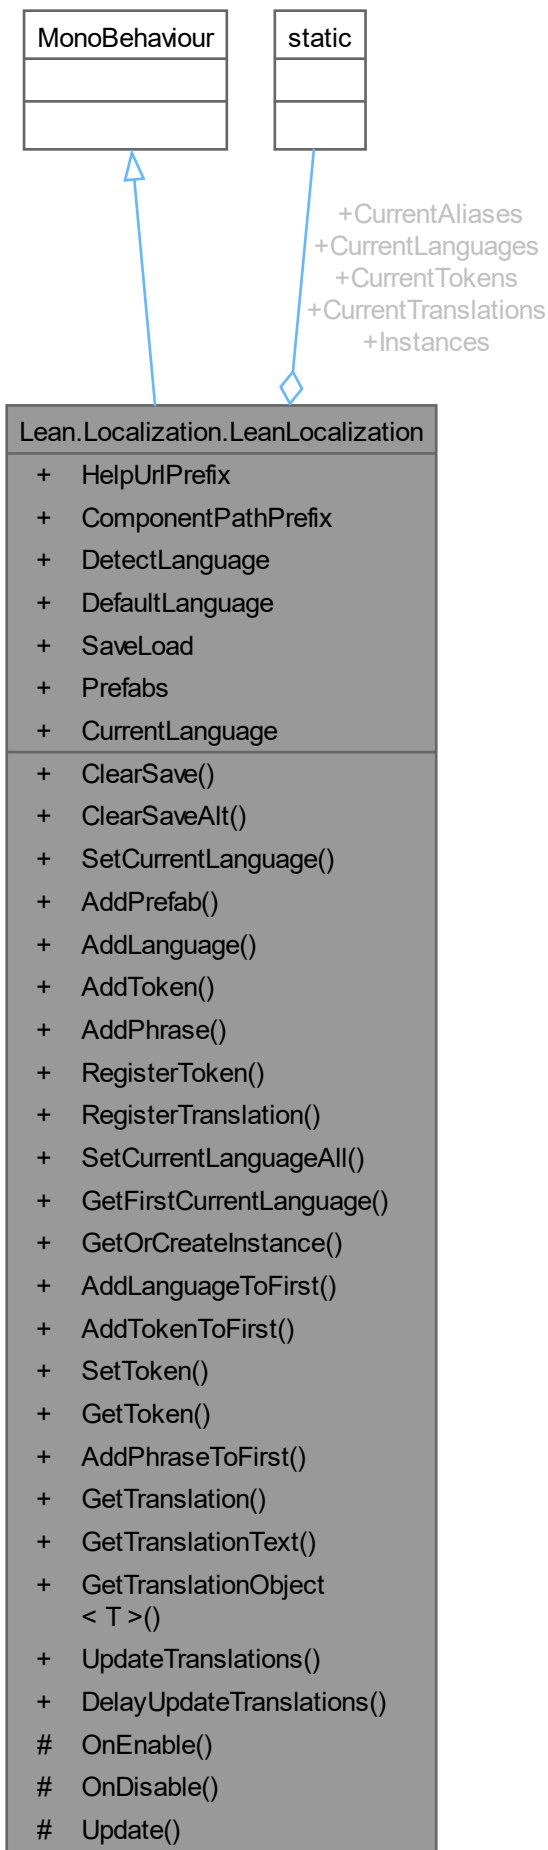 MonoBehaviour
static
+CurrentAliases
+CurrentLanguages
+CurrentTokens
+CurrentTranslations
+Instances
Lean.Localization.LeanLocalization
+ HelpUrlPrefix
+ ComponentPathPrefix
+ DetectLanguage
+ DefaultLanguage
+ SaveLoad
+ Prefabs
+ CurrentLanguage
+ ClearSave()
+ ClearSaveAlt()
+ SetCurrentLanguage()
+ AddPrefab()
+ AddLanguage()
+ AddToken()
+ AddPhrase()
+ RegisterToken()
+ RegisterTranslation()
+ SetCurrentLanguageAll()
+ GetFirstCurrentLanguage()
+ GetOrCreateInstance()
+ AddLanguageToFirst()
+ AddTokenToFirst()
+ SetToken()
+ GetToken()
+ AddPhraseToFirst()
+ GetTranslation()
+ GetTranslationText()
+ GetTranslationObject
< T >()
+ UpdateTranslations()
+ DelayUpdateTranslations()
# OnEnable()
# OnDisable()
# Update()